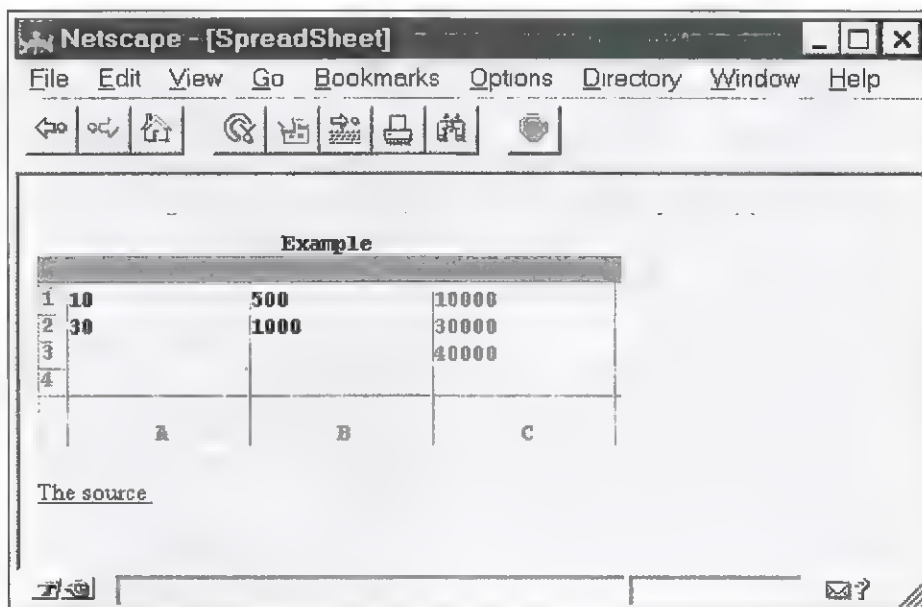 Netscape - [SpreadSheet]
File Edit View Go Bookmarks Options Directory Window Help
Example
1 10 500 10000
2 30 1000 30000
3 40000
4
A B C
The source.